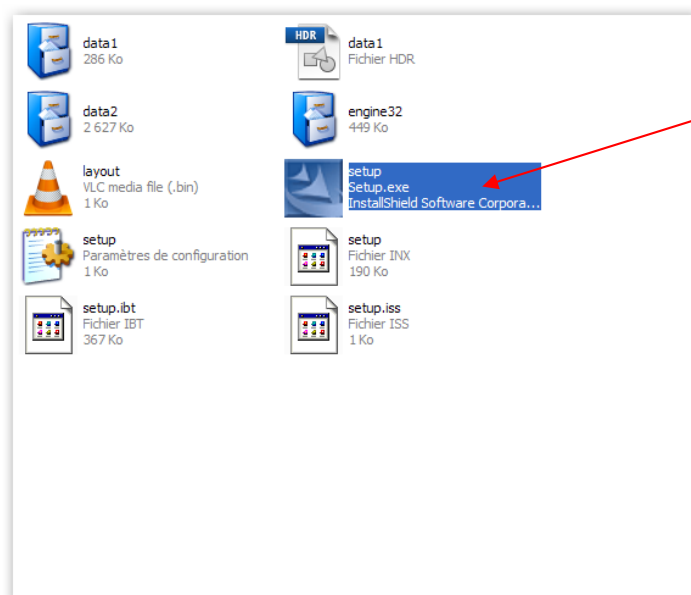 data1
286 Ko
HDR
data1
Fichier HDR
data2
2 627 Ko
engine32
449 Ko
layout
VLC media file (.bin)
1 Ko
setup
Setup.exe
InstallShield Software Corpora...
setup
Paramètres de configuration
1 Ko
setup
Fichier INX
190 Ko
setup.ibt
Fichier IBT
367 Ko
setup.iss
Fichier ISS
1 Ko